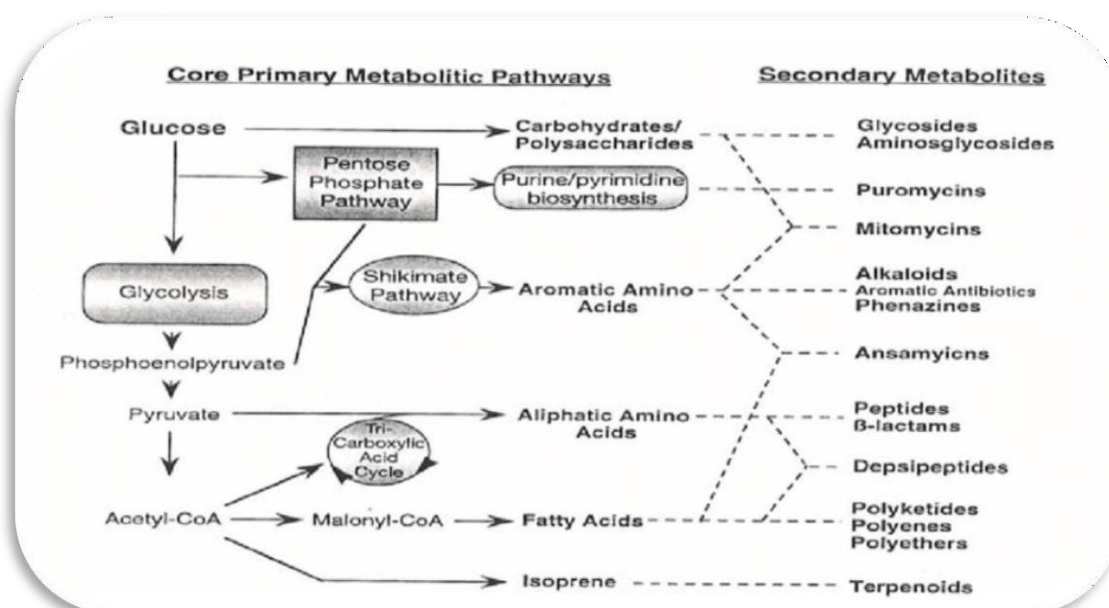 Core Primary Metabolitic Pathways
Secondary Metabolites
Glucose
Carbohydrates/
Polysaccharides
Glycosides
Aminosglycosides
Pentose
Phosphate
Pathway
Purine/pyrimidine
biosynthesis
Puromycins
Mitomycins
Glycolysis
Shikimate
Pathway
Aromatic Amino
Acids
Alkaloids
Aromatic Antibiotics
Phenazines
Phosphoenolpyruvate
Ansamyicns
Pyruvate
Aliphatic Amino
Acids
Peptides
ß-lactams
Tri-
Carboxylic
Acid
Cycle
Depsipeptides
Acetyl-CoA
Malonyl-CoA
Fatty Acids
Polyketides
Polyenes
Polyethers
Isoprene
Terpenoids